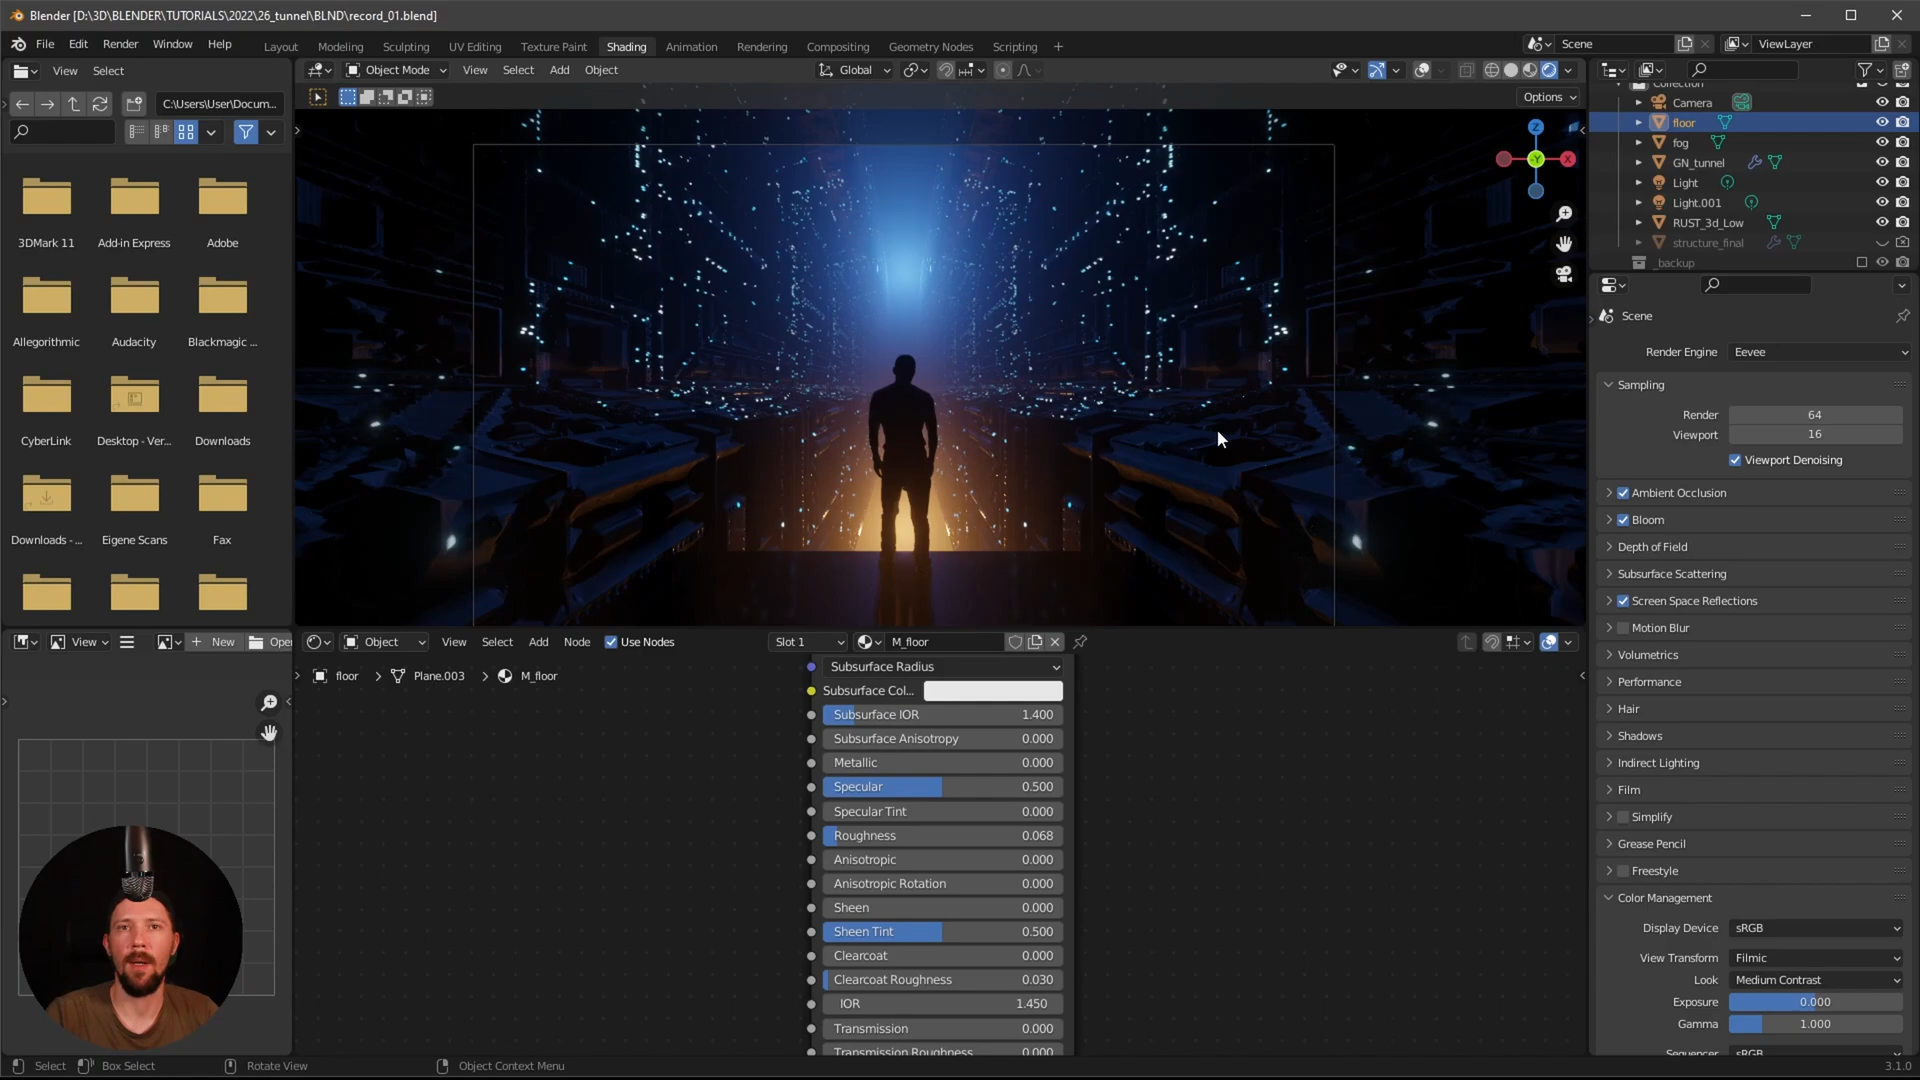 Blender [D:\3D\BLENDER\TUTORIALS\2022\26_tunnel\BLND\record_01.blend]
File Edit Render Window Help
Layout Modeling Sculpting UV Editing Texture Paint Shading Animation Rendering Compositing Geometry Nodes Scripting +
Scene
ViewLayer
View Select
Object Mode View Select Add Object
Global
C:\Users\User\Docum...
Options
3DMark 11 Add-in Express Adobe
Allegorithmic Audacity Blackmagic ...
CyberLink Desktop - Ver... Downloads
Downloads - ... Eigene Scans Fax
Z
-Y
X
Collection
Camera
floor
fog
GN_tunnel
Light
Light.001
RUST_3d_Low
structure_final
_backup
Scene
Render Engine Eevee
Sampling
Render 64
Viewport 16
Viewport Denoising
Ambient Occlusion
Bloom
Depth of Field
Subsurface Scattering
Screen Space Reflections
Motion Blur
Volumetrics
Performance
Hair
Shadows
Indirect Lighting
Film
Simplify
Grease Pencil
Freestyle
Color Management
Display Device sRGB
View Transform Filmic
Look Medium Contrast
Exposure 0.000
Gamma 1.000
Sequencer sRGB
View
New
Open
Object View Select Add Node Use Nodes
Slot 1
M_floor
floor > Plane.003 > M_floor
Subsurface Radius
Subsurface Col...
Subsurface IOR 1.400
Subsurface Anisotropy 0.000
Metallic 0.000
Specular 0.500
Specular Tint 0.000
Roughness 0.068
Anisotropic 0.000
Anisotropic Rotation 0.000
Sheen 0.000
Sheen Tint 0.500
Clearcoat 0.000
Clearcoat Roughness 0.030
IOR 1.450
Transmission 0.000
Transmission Roughness 0.000
Select Box Select Rotate View Object Context Menu
3.1.0